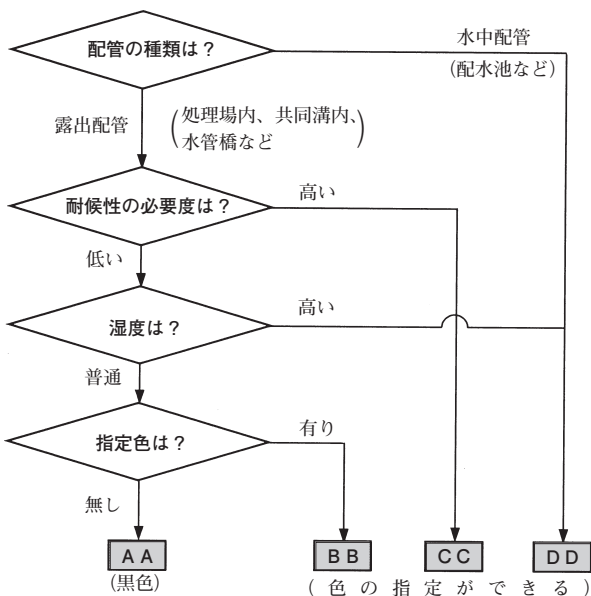 配管の種類は？
水中配管
(配水池など)
露出配管
(処理場内、共同溝内、
水管橋など)
耐候性の必要度は？
高い
低い
湿度は？
高い
普通
指定色は？
有り
無し
AA
BB
CC
DD
(黒色)
(色の指定ができる)